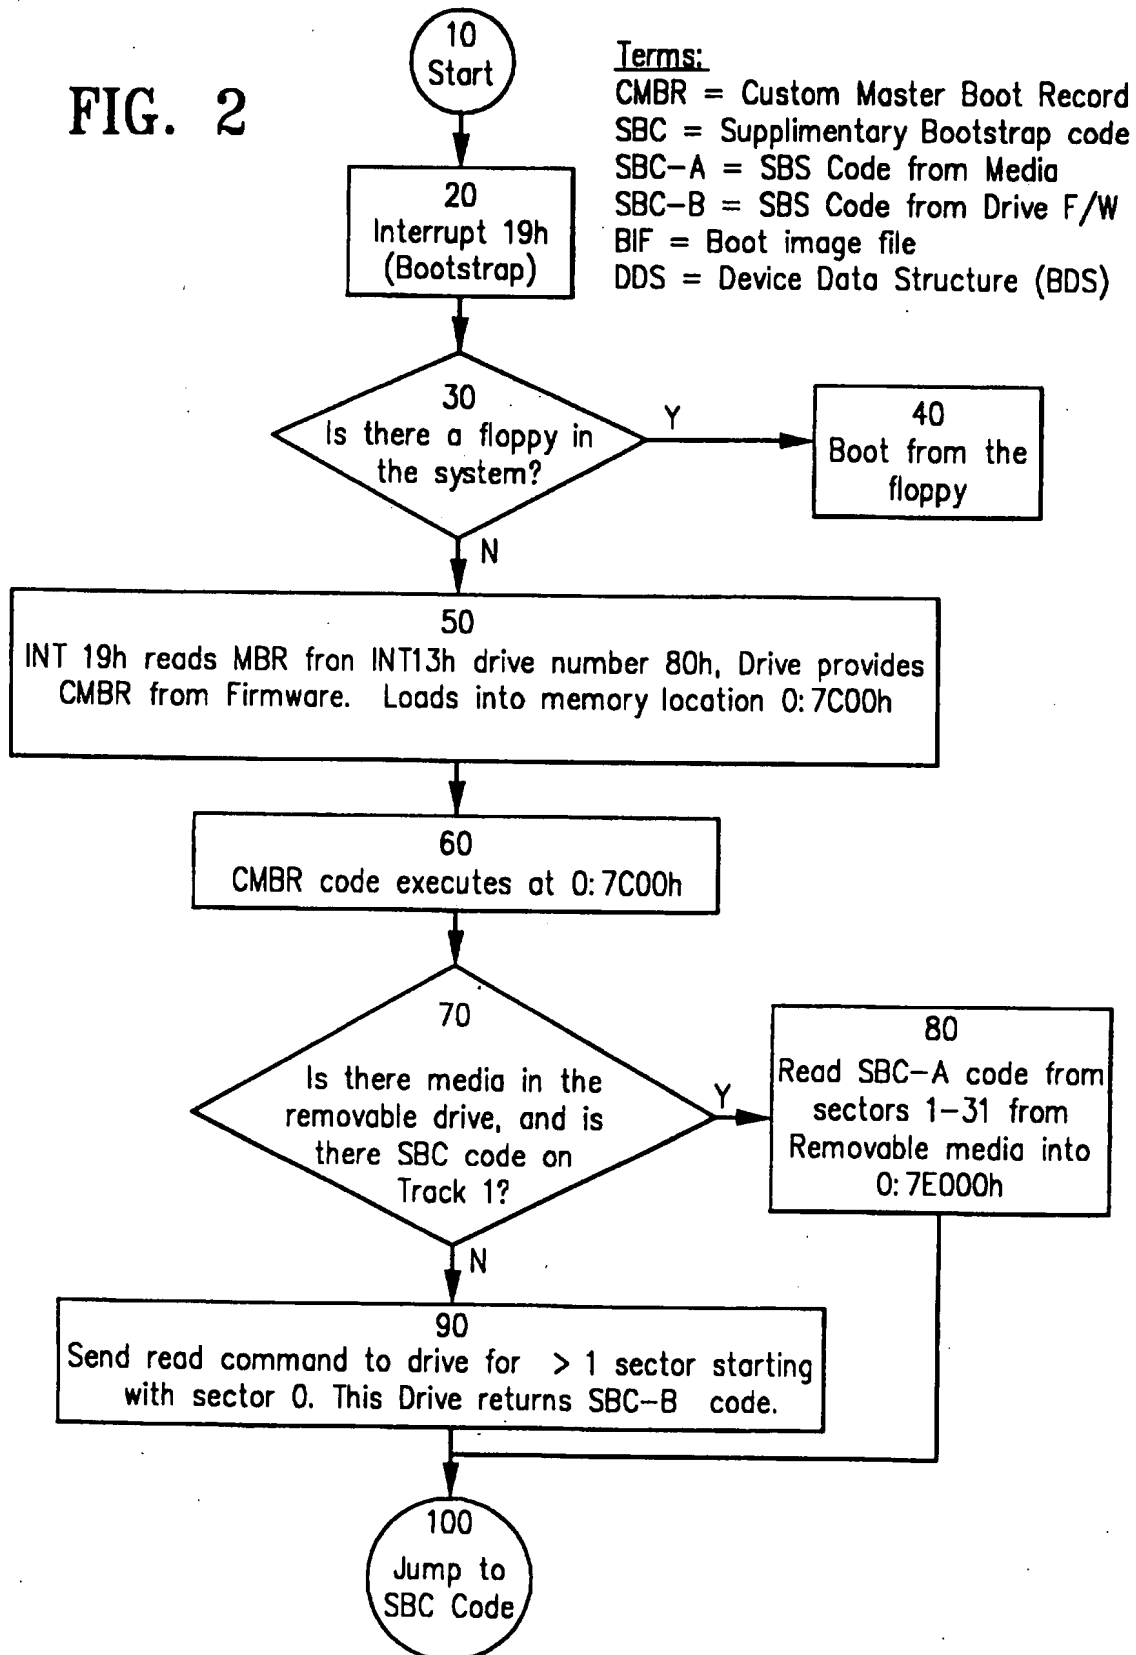 FIG. 2
10
Start
Terms:
CMBR = Custom Master Boot Record
SBC = Supplimentary Bootstrap code
SBC-A = SBS Code from Media
SBC-B = SBS Code from Drive F/W
BIF = Boot image file
DDS = Device Data Structure (BDS)
20
Interrupt 19h
(Bootstrap)
30
Is there a floppy in
the system?
Y
40
Boot from the
floppy
N
50
INT 19h reads MBR fron INT13h drive number 80h, Drive provides
CMBR from Firmware. Loads into memory location 0:7C00h
60
CMBR code executes at 0:7C00h
70
Is there media in the
removable drive, and is
there SBC code on
Track 1?
Y
80
Read SBC-A code from
sectors 1-31 from
Removable media into
0:7E000h
N
90
Send read command to drive for > 1 sector starting
with sector 0. This Drive returns SBC-B code.
100
Jump to
SBC Code